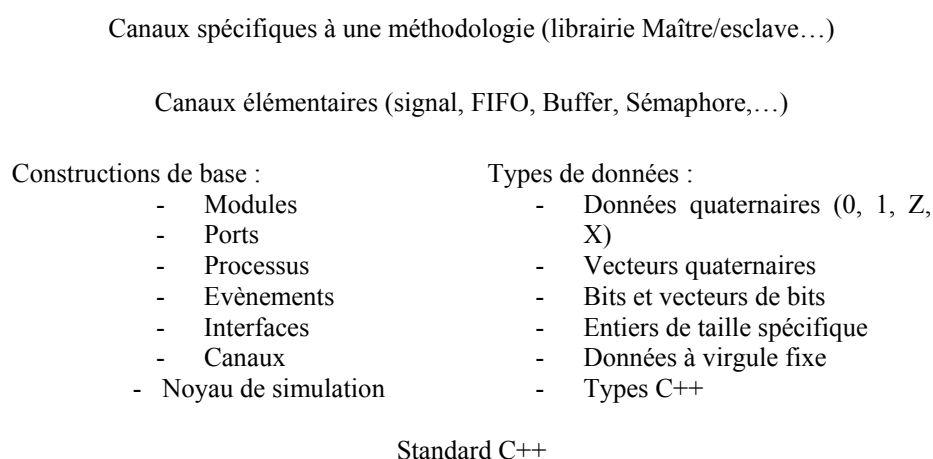 Canaux spécifiques à une méthodologie (librairie Maître/esclave…)
Canaux élémentaires (signal, FIFO, Buffer, Sémaphore,…)
Constructions de base :
- Modules
- Ports
- Processus
- Evènements
- Interfaces
- Canaux
- Noyau de simulation
Types de données :
- Données quaternaires (0, 1, Z,
X)
- Vecteurs quaternaires
- Bits et vecteurs de bits
- Entiers de taille spécifique
- Données à virgule fixe
- Types C++
Standard C++